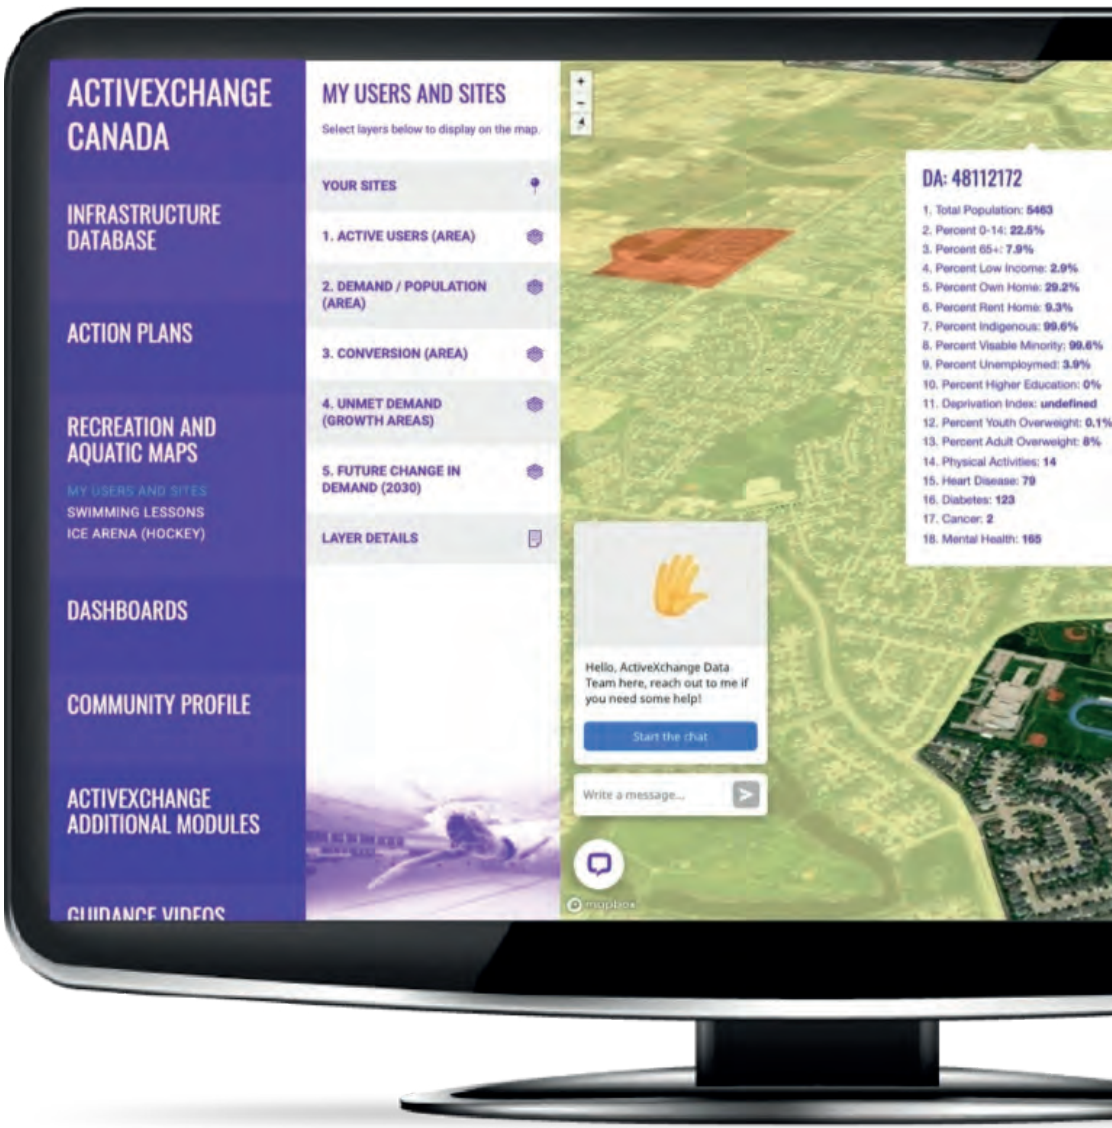 ACTIVEXCHANGE
CANADA
INFRASTRUCTURE
DATABASE
ACTION PLANS
RECREATION AND
AQUATIC MAPS
MY USERS AND SITES
SWIMMING LESSONS
ICE ARENA (HOCKEY)
DASHBOARDS
COMMUNITY PROFILE
ACTIVEXCHANGE
ADDITIONAL MODULES
GUIDANCE VIDEOS
MY USERS AND SITES
Select layers below to display on the map.
YOUR SITES
1. ACTIVE USERS (AREA)
2. DEMAND / POPULATION
(AREA)
3. CONVERSION (AREA)
4. UNMET DEMAND
(GROWTH AREAS)
5. FUTURE CHANGE IN
DEMAND (2030)
LAYER DETAILS
+
-
DA: 48112172
1. Total Population: 5463
2. Percent 0-14: 22.5%
3. Percent 65+: 7.9%
4. Percent Low Income: 2.9%
5. Percent Own Home: 29.2%
6. Percent Rent Home: 9.3%
7. Percent Indigenous: 99.6%
8. Percent Visable Minority: 99.6%
9. Percent Unemploymed: 3.9%
10. Percent Higher Education: 0%
11. Deprivation Index: undefined
12. Percent Youth Overweight: 0.1%
13. Percent Adult Overweight: 8%
14. Physical Activities: 14
15. Heart Disease: 79
16. Diabetes: 123
17. Cancer: 2
18. Mental Health: 165
Hello, ActiveXchange Data
Team here, reach out to me if
you need some help!
Start the chat
Write a message...
mapbox